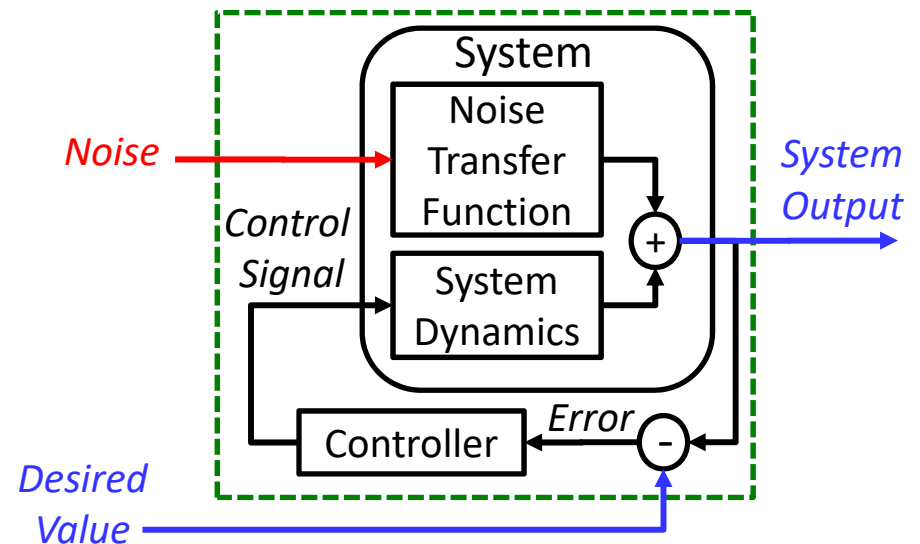 System
Noise
Transfer
Function
Noise
System
Output
+
Control
Signal
System
Dynamics
Controller
Error
-
Desired
Value